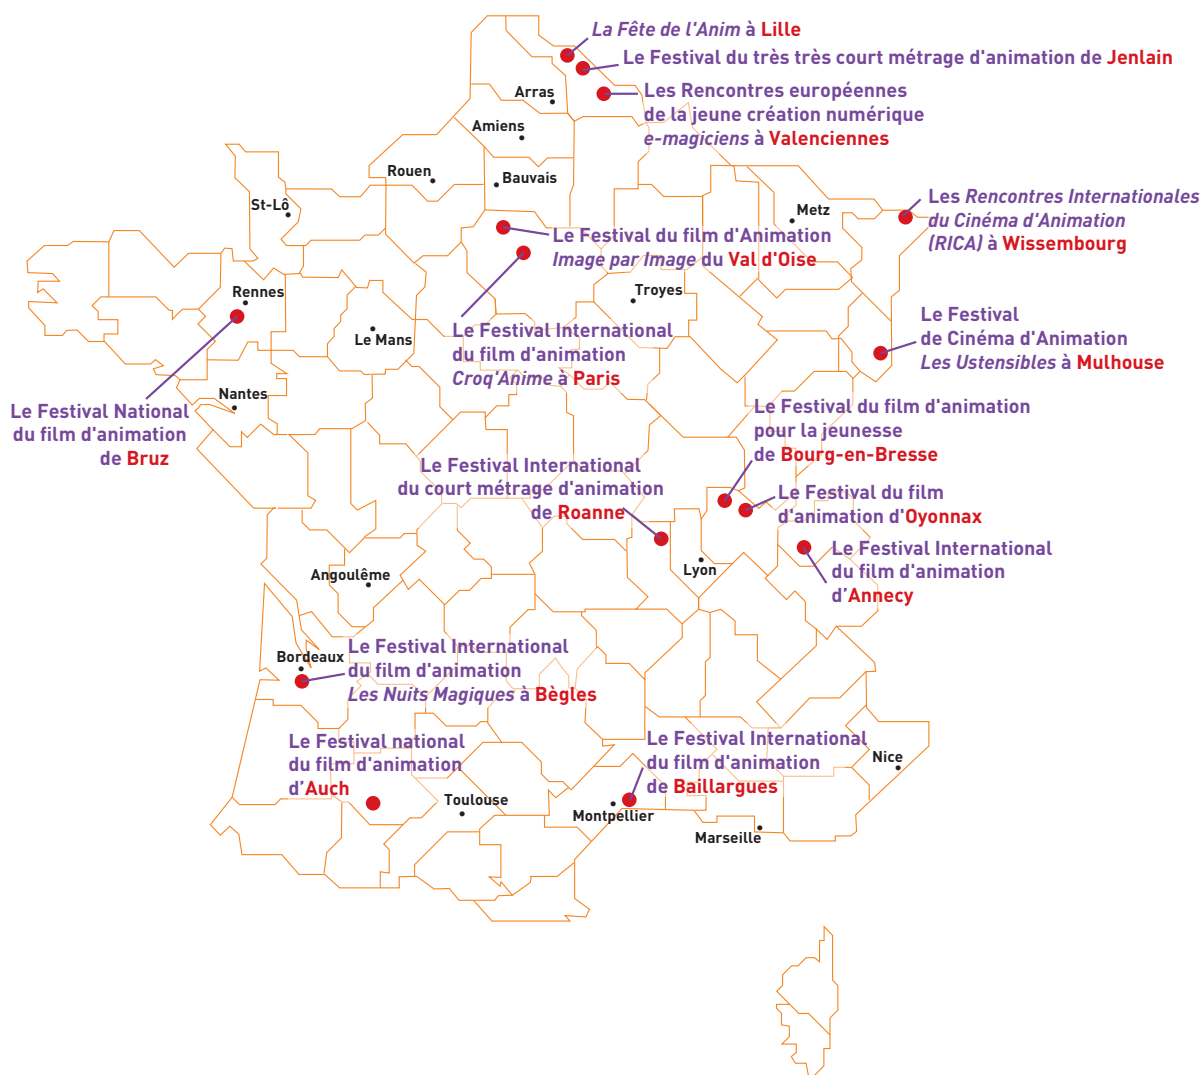 La Fête de l'Anim à Lille
Le Festival du très très court métrage d'animation de Jenlain
Les Rencontres européennes
de la jeune création numérique
e-magiciens à Valenciennes
Arras
Amiens
Rouen
Bauvais
St-Lô
Metz
Les Rencontres Internationales
du Cinéma d'Animation
(RICA) à Wissembourg
Le Festival du film d'Animation
Image par Image du Val d'Oise
Rennes
Troyes
Le Mans
Le Festival International
du film d'animation
Croq'Anime à Paris
Le Festival
de Cinéma d'Animation
Les Ustensibles à Mulhouse
Nantes
Le Festival National
du film d'animation
de Bruz
Le Festival du film d'animation
pour la jeunesse
de Bourg-en-Bresse
Le Festival International
du court métrage d'animation
de Roanne
Le Festival du film
d'animation d'Oyonnax
Lyon
Le Festival International
du film d'animation
d’Annecy
Angoulême
Bordeaux
Le Festival International
du film d'animation
Les Nuits Magiques à Bègles
Le Festival national
du film d'animation
d’Auch
Toulouse
Le Festival International
du film d'animation
de Baillargues
Montpellier
Nice
Marseille